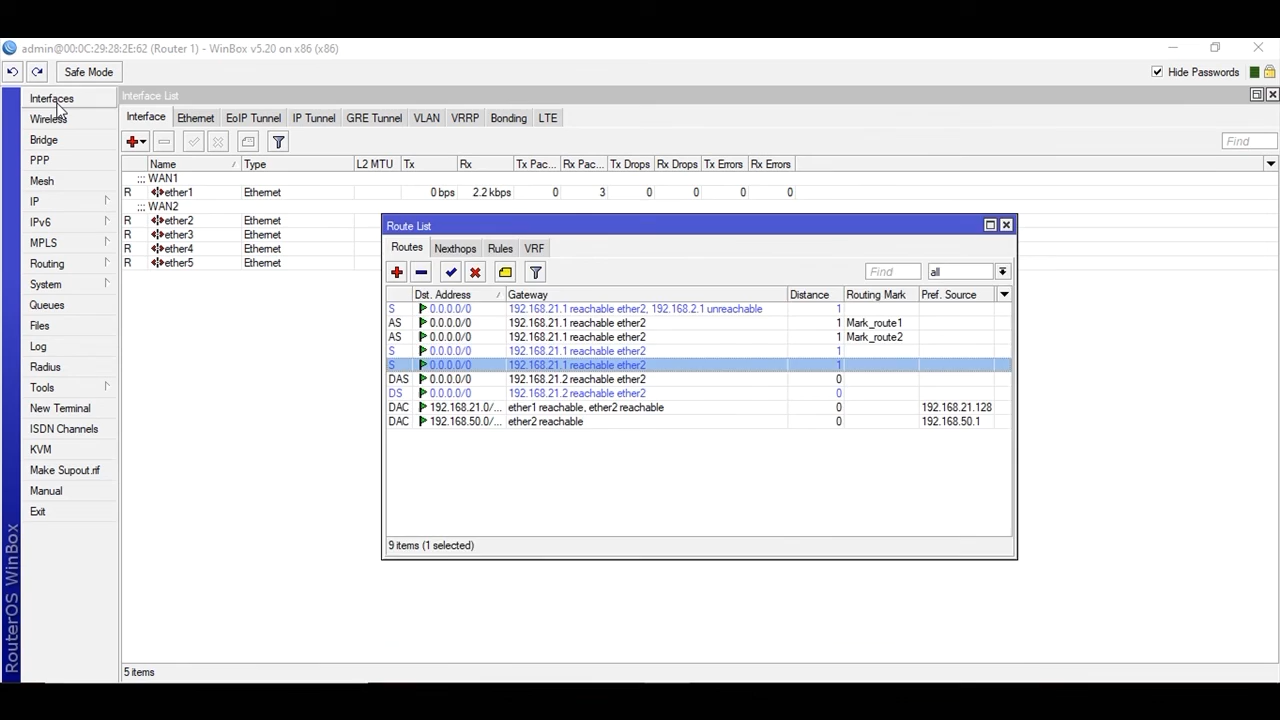 admin@00:0C:29:28:2E:62 (Router 1) - WinBox v5.20 on x86 (x86)
Safe Mode
Hide Passwords
Interfaces
Wireless
Bridge
PPP
Mesh
IP
IPv6
MPLS
Routing
System
Queues
Files
Log
Radius
Tools
New Terminal
ISDN Channels
KVM
Make Supout.rif
Manual
Exit
RouterOS WinBox
Interface List
Interface Ethernet EoIP Tunnel IP Tunnel GRE Tunnel VLAN VRRP Bonding LTE
Find
Name Type L2 MTU Tx Rx Tx Pac... Rx Pac... Tx Drops Rx Drops Tx Errors Rx Errors
::: WAN1
R ether1 Ethernet 0 bps 2.2 kbps 0 3 0 0 0 0
::: WAN2
R ether2 Ethernet
R ether3 Ethernet
R ether4 Ethernet
R ether5 Ethernet
5 items
Route List
Routes Nexthops Rules VRF
Find all
Dst. Address Gateway Distance Routing Mark Pref. Source
S 0.0.0.0/0 192.168.21.1 reachable ether2, 192.168.2.1 unreachable 1
AS 0.0.0.0/0 192.168.21.1 reachable ether2 1 Mark_route1
AS 0.0.0.0/0 192.168.21.1 reachable ether2 1 Mark_route2
S 0.0.0.0/0 192.168.21.1 reachable ether2 1
S 0.0.0.0/0 192.168.21.1 reachable ether2 1
DAS 0.0.0.0/0 192.168.21.2 reachable ether2 0
DS 0.0.0.0/0 192.168.21.2 reachable ether2 0
DAC 192.168.21.0/... ether1 reachable, ether2 reachable 0 192.168.21.128
DAC 192.168.50.0/... ether2 reachable 0 192.168.50.1
9 items (1 selected)